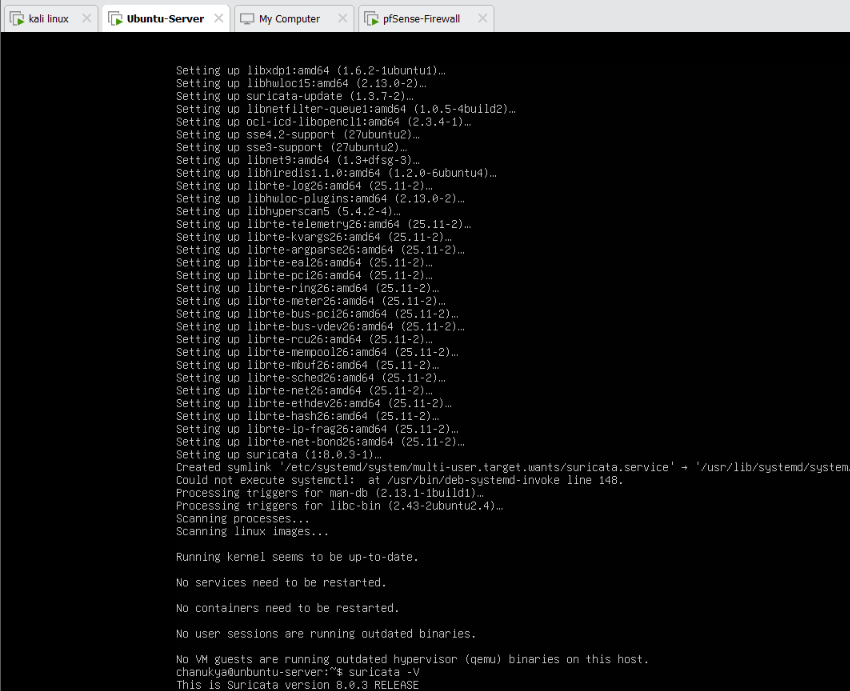 kali linux
Ubuntu-Server
My Computer
pfSense-Firewall
Setting up libxdp1:amd64 (1.6.2-1ubuntu1)…
Setting up libhwloc15:amd64 (2.13.0-2)…
Setting up suricata-update (1.3.7-2)…
Setting up libnetfilter-queue1:amd64 (1.0.5-4build2)…
Setting up ocl-icd-libopencl1:amd64 (2.3.4-1)…
Setting up sse4.2-support (27ubuntu2)…
Setting up sse3-support (27ubuntu2)…
Setting up libnet9:amd64 (1.3+dfsg-3)…
Setting up libhiredis1.1.0:amd64 (1.2.0-6ubuntu4)…
Setting up librte-log26:amd64 (25.11-2)…
Setting up libhwloc-plugins:amd64 (2.13.0-2)…
Setting up libhyperscan5 (5.4.2-4)…
Setting up librte-telemetry26:amd64 (25.11-2)…
Setting up librte-kvargs26:amd64 (25.11-2)…
Setting up librte-argparse26:amd64 (25.11-2)…
Setting up librte-eal26:amd64 (25.11-2)…
Setting up librte-pci26:amd64 (25.11-2)…
Setting up librte-ring26:amd64 (25.11-2)…
Setting up librte-meter26:amd64 (25.11-2)…
Setting up librte-bus-pci26:amd64 (25.11-2)…
Setting up librte-bus-vdev26:amd64 (25.11-2)…
Setting up librte-rcu26:amd64 (25.11-2)…
Setting up librte-mempool26:amd64 (25.11-2)…
Setting up librte-mbuf26:amd64 (25.11-2)…
Setting up librte-sched26:amd64 (25.11-2)…
Setting up librte-net26:amd64 (25.11-2)…
Setting up librte-ethdev26:amd64 (25.11-2)…
Setting up librte-hash26:amd64 (25.11-2)…
Setting up librte-ip-frag26:amd64 (25.11-2)…
Setting up librte-net-bond26:amd64 (25.11-2)…
Setting up suricata (1:8.0.3-1)…
Created symlink '/etc/systemd/system/multi-user.target.wants/suricata.service' → '/usr/lib/systemd/system
Could not execute systemctl:  at /usr/bin/deb-systemd-invoke line 148.
Processing triggers for man-db (2.13.1-1build1)…
Processing triggers for libc-bin (2.43-2ubuntu2.4)…
Scanning processes...
Scanning linux images...
Running kernel seems to be up-to-date.
No services need to be restarted.
No containers need to be restarted.
No user sessions are running outdated binaries.
No VM guests are running outdated hypervisor (qemu) binaries on this host.
chanukya@unbuntu-server:~$ suricata -V
This is Suricata version 8.0.3 RELEASE